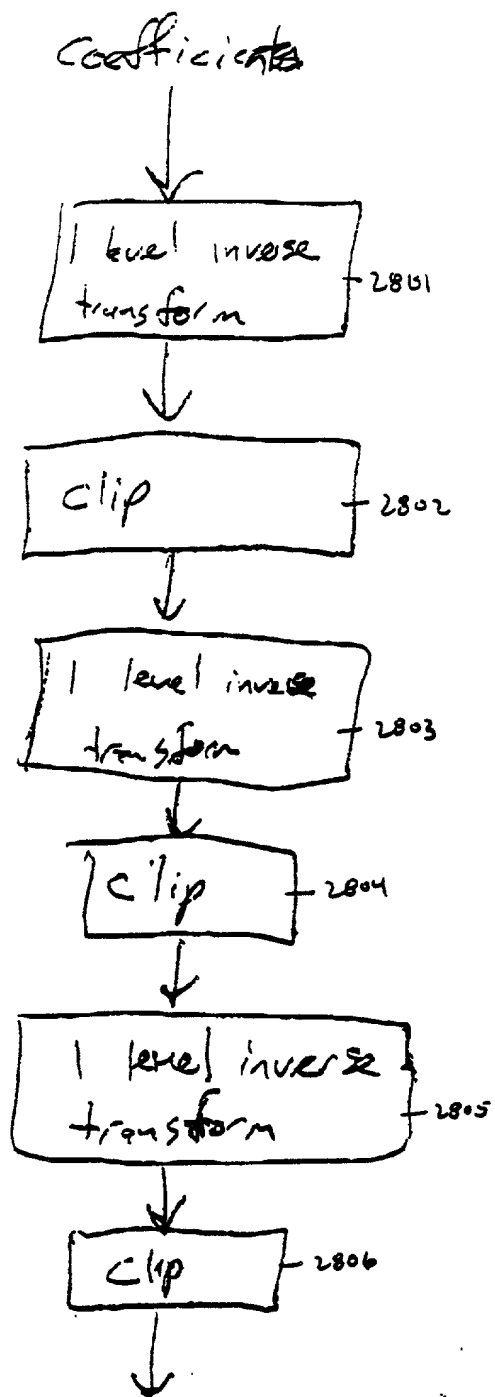 Coefficients
1 level inverse
transform
2801
Clip
2802
1 level inverse
transform
2803
Clip
2804
1 level inverse
transform
2805
Clip
2806